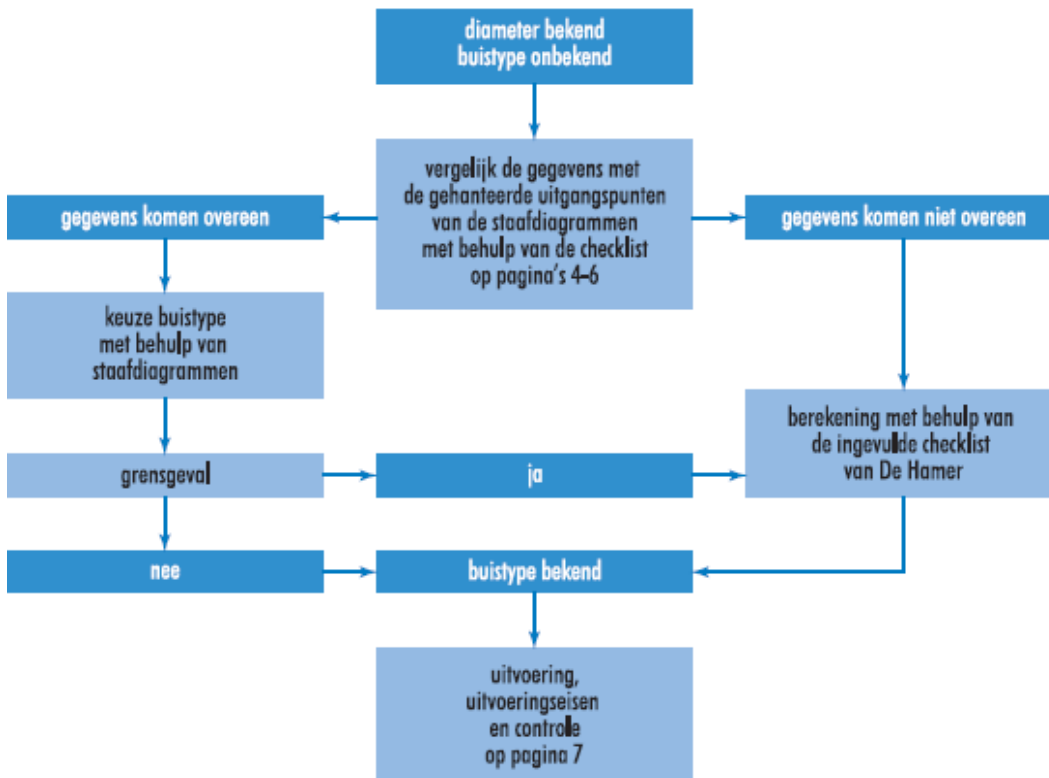 diameter bekend
buistype onbekend
vergelijk de gegevens met
de gehanteerde uitgangspunten
van de staafdiagrammen
met behulp van de checklist
op pagina's 4–6
gegevens komen overeen
gegevens komen niet overeen
keuze buistype
met behulp van
staafdiagrammen
berekening met behulp van
de ingevulde checklist
van De Hamer
grensgeval
ja
nee
buistype bekend
uitvoering,
uitvoeringseisen
en controle
op pagina 7